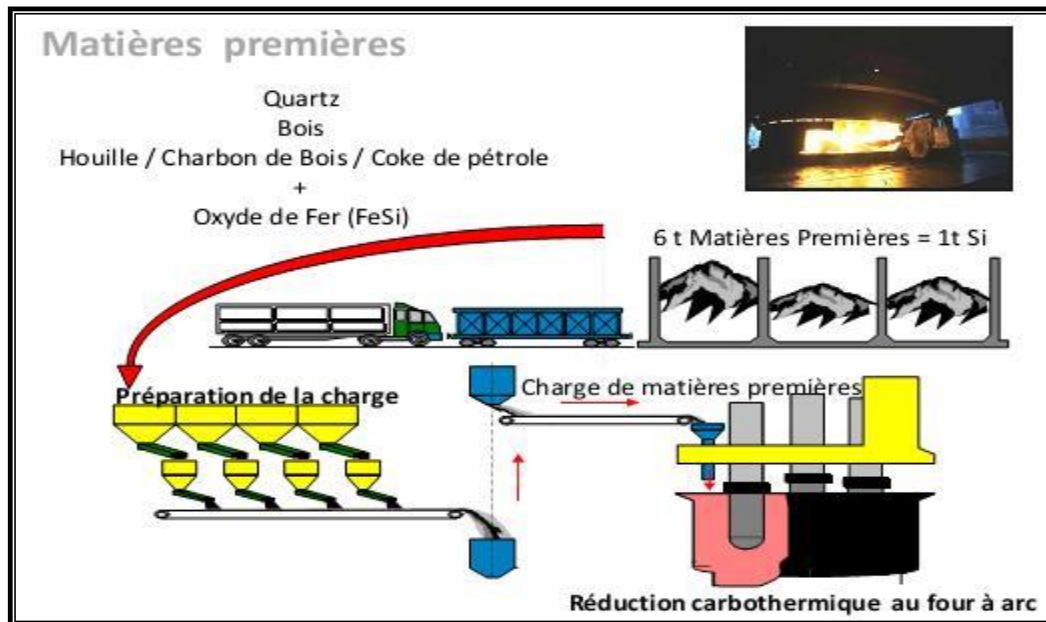 Matières premières
Quartz
Bois
Houille / Charbon de Bois / Coke de pétrole
+
Oxyde de Fer (FeSi)
6 t Matières Premières = 1t Si
Préparation de la charge
Charge de matières premières
Réduction carbothermique au four à arc